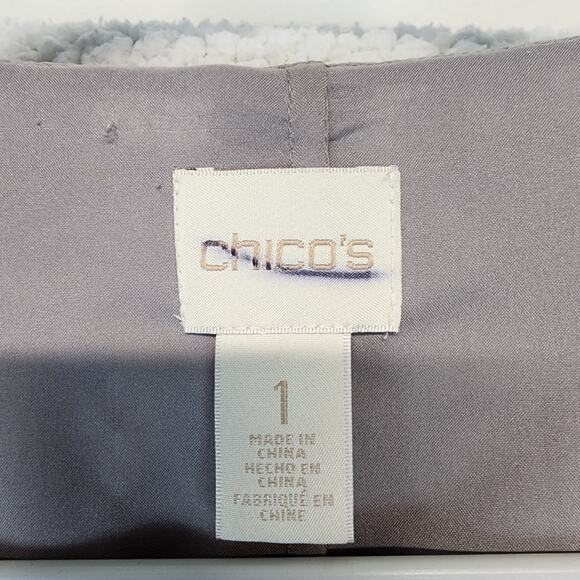 chico's
1
MADE IN
CHINA
HECHO EN
CHINA
FABRIQUÉ EN
CHINE